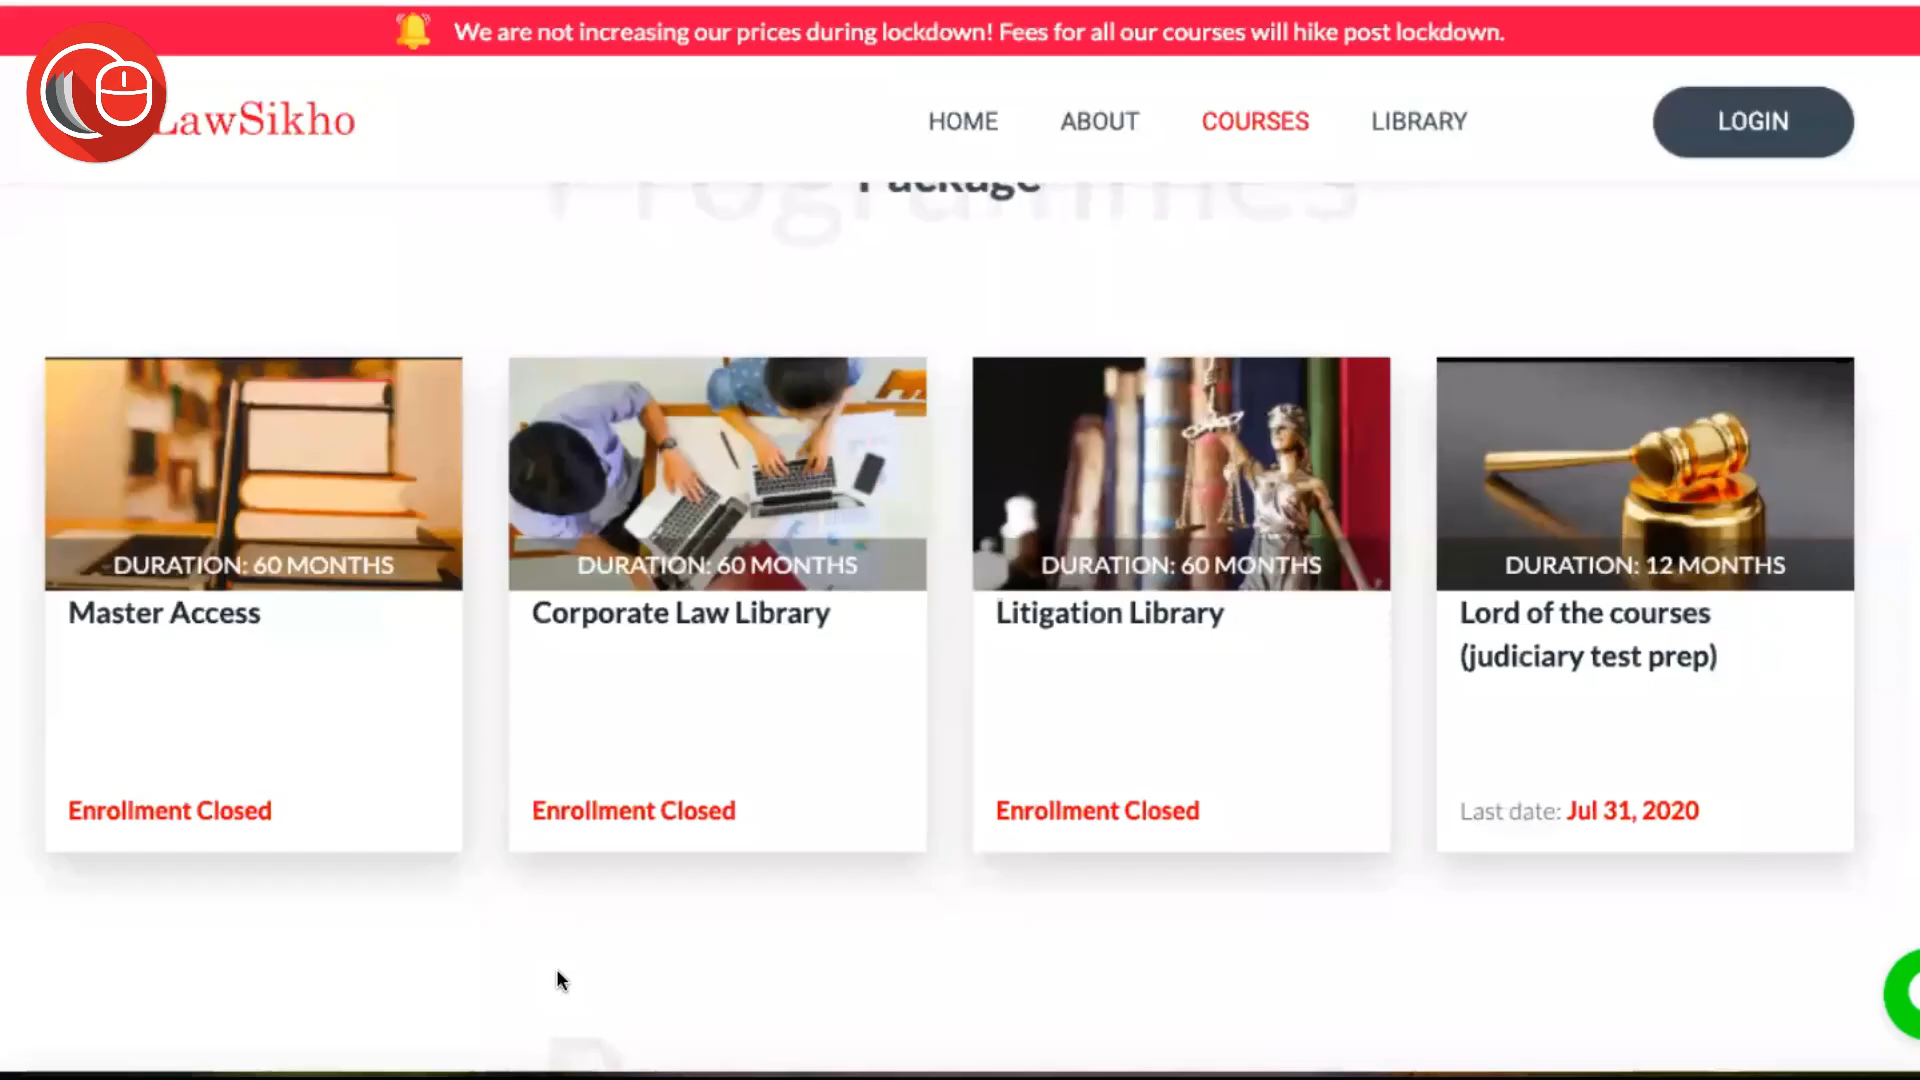 We are not increasing our prices during lockdown! Fees for all our courses will hike post lockdown.
LawSikho
HOME ABOUT COURSES LIBRARY LOGIN
Programmes
Package
DURATION: 60 MONTHS DURATION: 60 MONTHS DURATION: 60 MONTHS DURATION: 12 MONTHS
Master Access Corporate Law Library Litigation Library Lord of the courses
(judiciary test prep)
Enrollment Closed Enrollment Closed Enrollment Closed Last date: Jul 31, 2020